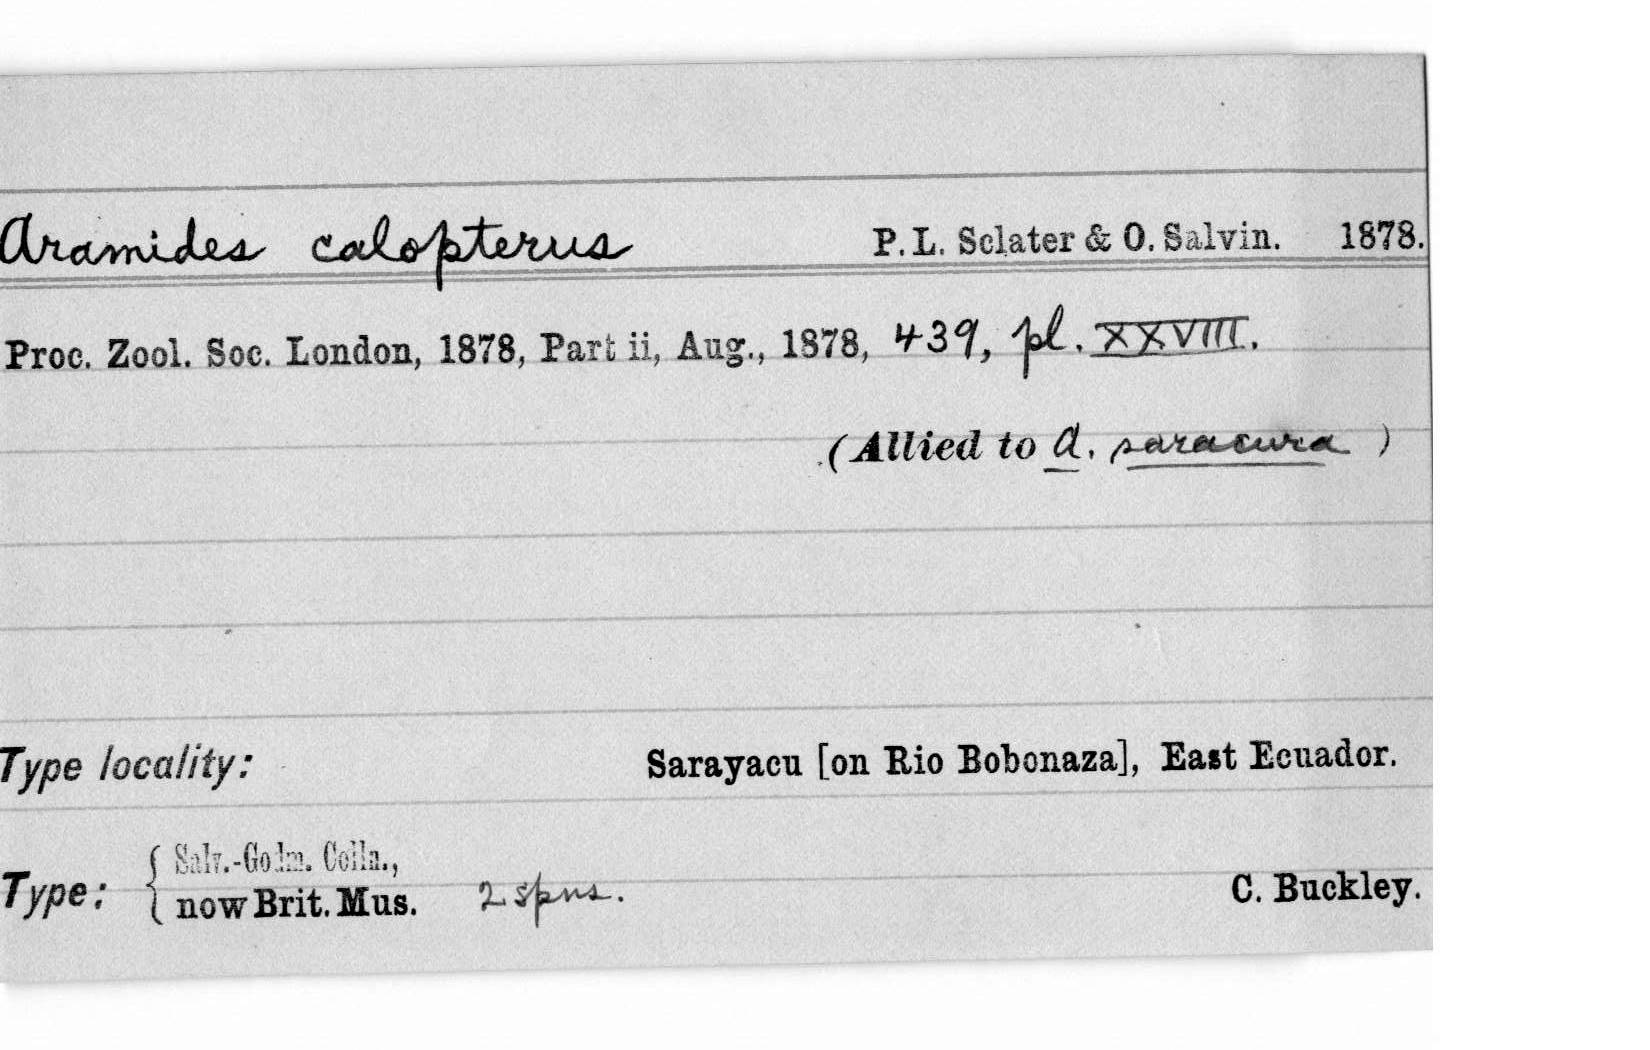 Aramides calopterus P. L. Sclater & O. Salvin. 1878.
Proc. Zool. Soc. London, 1878, Part ii, Aug., 1878, 439, pl. XXVIII.
(Allied to A. saracura )
Type locality: Sarayacu [on Rio Bobonaza], East Ecuador.
Salv.-Godm. Colln.,
Type: now Brit. Mus. 2 spns. C. Buckley.